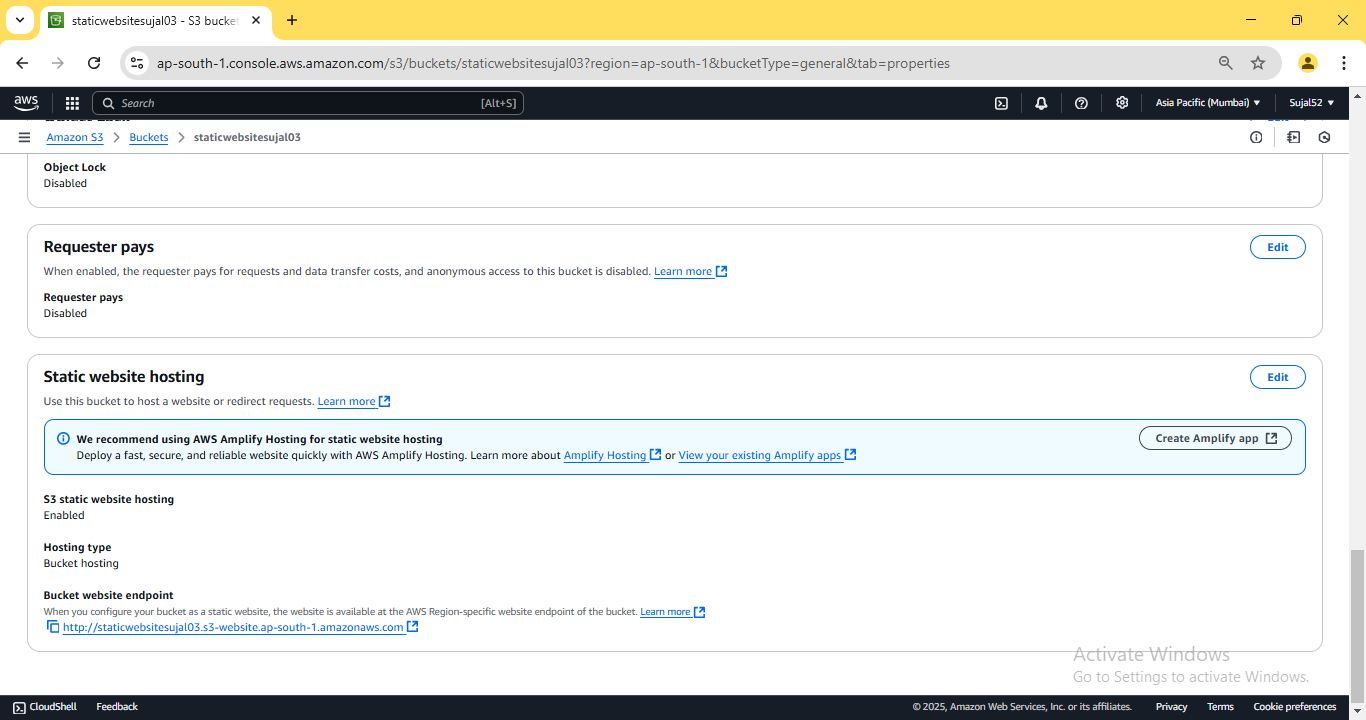 staticwebsitesujal03 - S3 bucke
ap-south-1.console.aws.amazon.com/s3/buckets/staticwebsitesujal03?region=ap-south-1&bucketType=general&tab=properties
aws Search [Alt+S] Asia Pacific (Mumbai) Sujal52
Amazon S3 Buckets staticwebsitesujal03
Object Lock
Disabled
Requester pays Edit
When enabled, the requester pays for requests and data transfer costs, and anonymous access to this bucket is disabled. Learn more
Requester pays
Disabled
Static website hosting Edit
Use this bucket to host a website or redirect requests. Learn more
We recommend using AWS Amplify Hosting for static website hosting Create Amplify app
Deploy a fast, secure, and reliable website quickly with AWS Amplify Hosting. Learn more about Amplify Hosting or View your existing Amplify apps
S3 static website hosting
Enabled
Hosting type
Bucket hosting
Bucket website endpoint
When you configure your bucket as a static website, the website is available at the AWS Region-specific website endpoint of the bucket. Learn more
http://staticwebsitesujal03.s3-website.ap-south-1.amazonaws.com
Activate Windows
Go to Settings to activate Windows.
CloudShell Feedback © 2025, Amazon Web Services, Inc. or its affiliates. Privacy Terms Cookie preferences